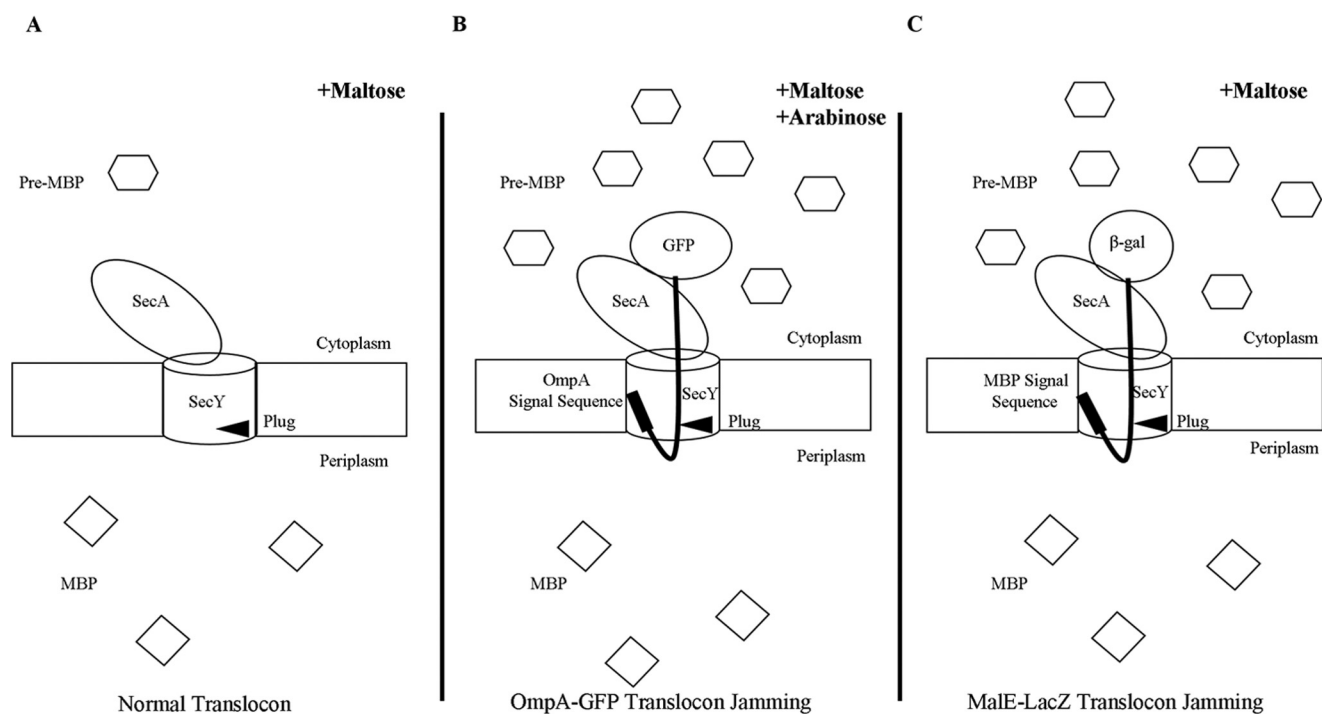 A
+Maltose
Pre-MBP
SecA
Cytoplasm
SecY
Plug
Periplasm
MBP
Normal Translocon
B
+Maltose
+Arabinose
Pre-MBP
GFP
SecA
Cytoplasm
OmpA
Signal Sequence
SecY
Plug
Periplasm
MBP
OmpA-GFP Translocon Jamming
C
+Maltose
Pre-MBP
β-gal
SecA
Cytoplasm
MBP Signal
Sequence
SecY
Plug
Periplasm
MBP
MalE-LacZ Translocon Jamming